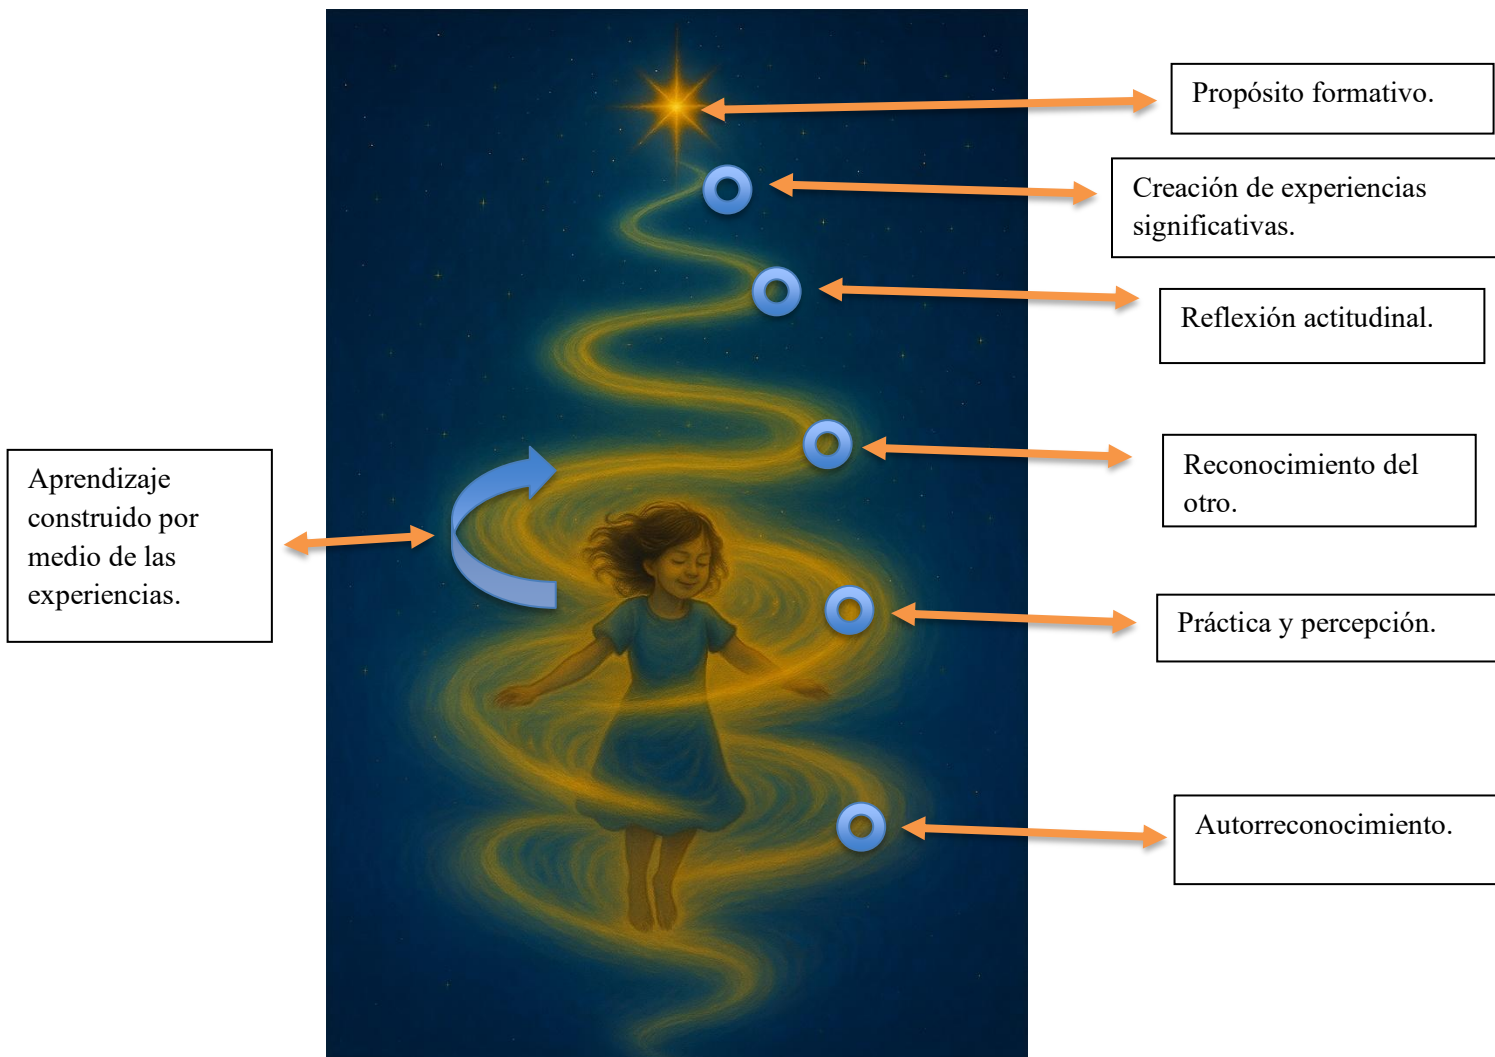 Propósito formativo.
Creación de experiencias
significativas.
Reflexión actitudinal.
Reconocimiento del
otro.
Aprendizaje
construido por
medio de las
experiencias.
Práctica y percepción.
Autorreconocimiento.